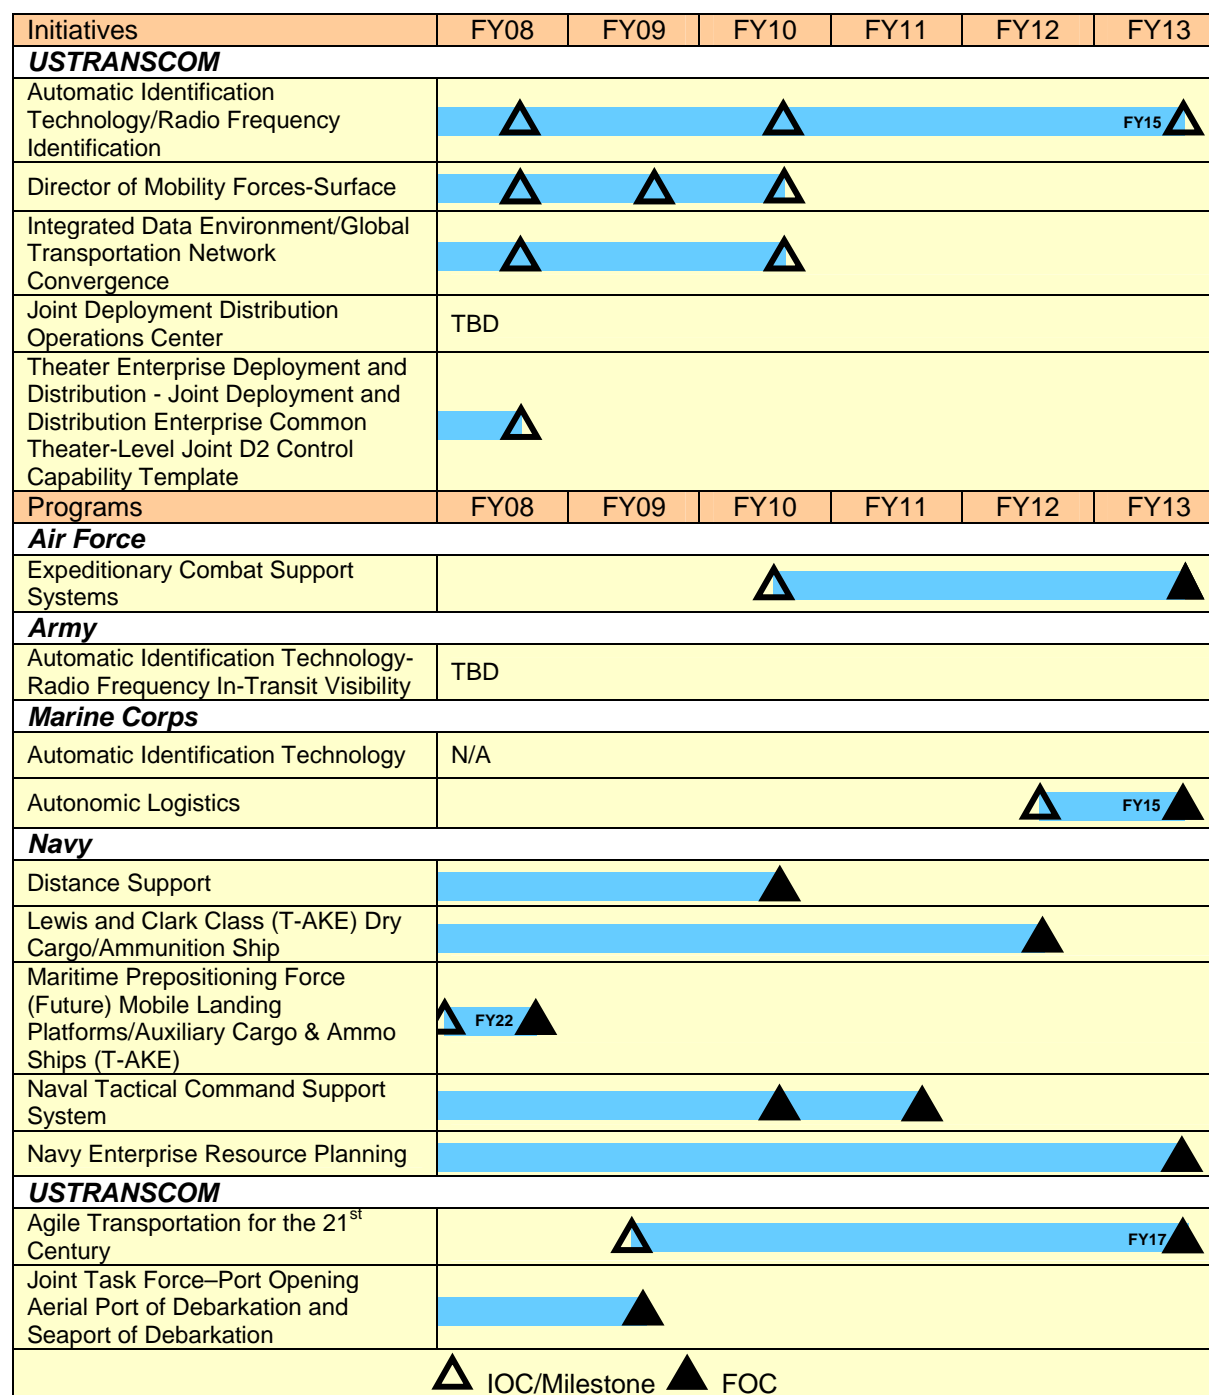 Initiatives FY08 FY09 FY10 FY11 FY12 FY13
USTRANSCOM
Automatic Identification
Technology/Radio Frequency
Identification
FY15
Director of Mobility Forces-Surface
Integrated Data Environment/Global
Transportation Network
Convergence
Joint Deployment Distribution
Operations Center
TBD
Theater Enterprise Deployment and
Distribution - Joint Deployment and
Distribution Enterprise Common
Theater-Level Joint D2 Control
Capability Template
Programs FY08 FY09 FY10 FY11 FY12 FY13
Air Force
Expeditionary Combat Support
Systems
Army
Automatic Identification Technology-
Radio Frequency In-Transit Visibility
TBD
Marine Corps
Automatic Identification Technology N/A
Autonomic Logistics FY15
Navy
Distance Support
Lewis and Clark Class (T-AKE) Dry
Cargo/Ammunition Ship
Maritime Prepositioning Force
(Future) Mobile Landing
Platforms/Auxiliary Cargo & Ammo
Ships (T-AKE)
FY22
Naval Tactical Command Support
System
Navy Enterprise Resource Planning
USTRANSCOM
Agile Transportation for the 21st
Century
FY17
Joint Task Force–Port Opening
Aerial Port of Debarkation and
Seaport of Debarkation
IOC/Milestone FOC